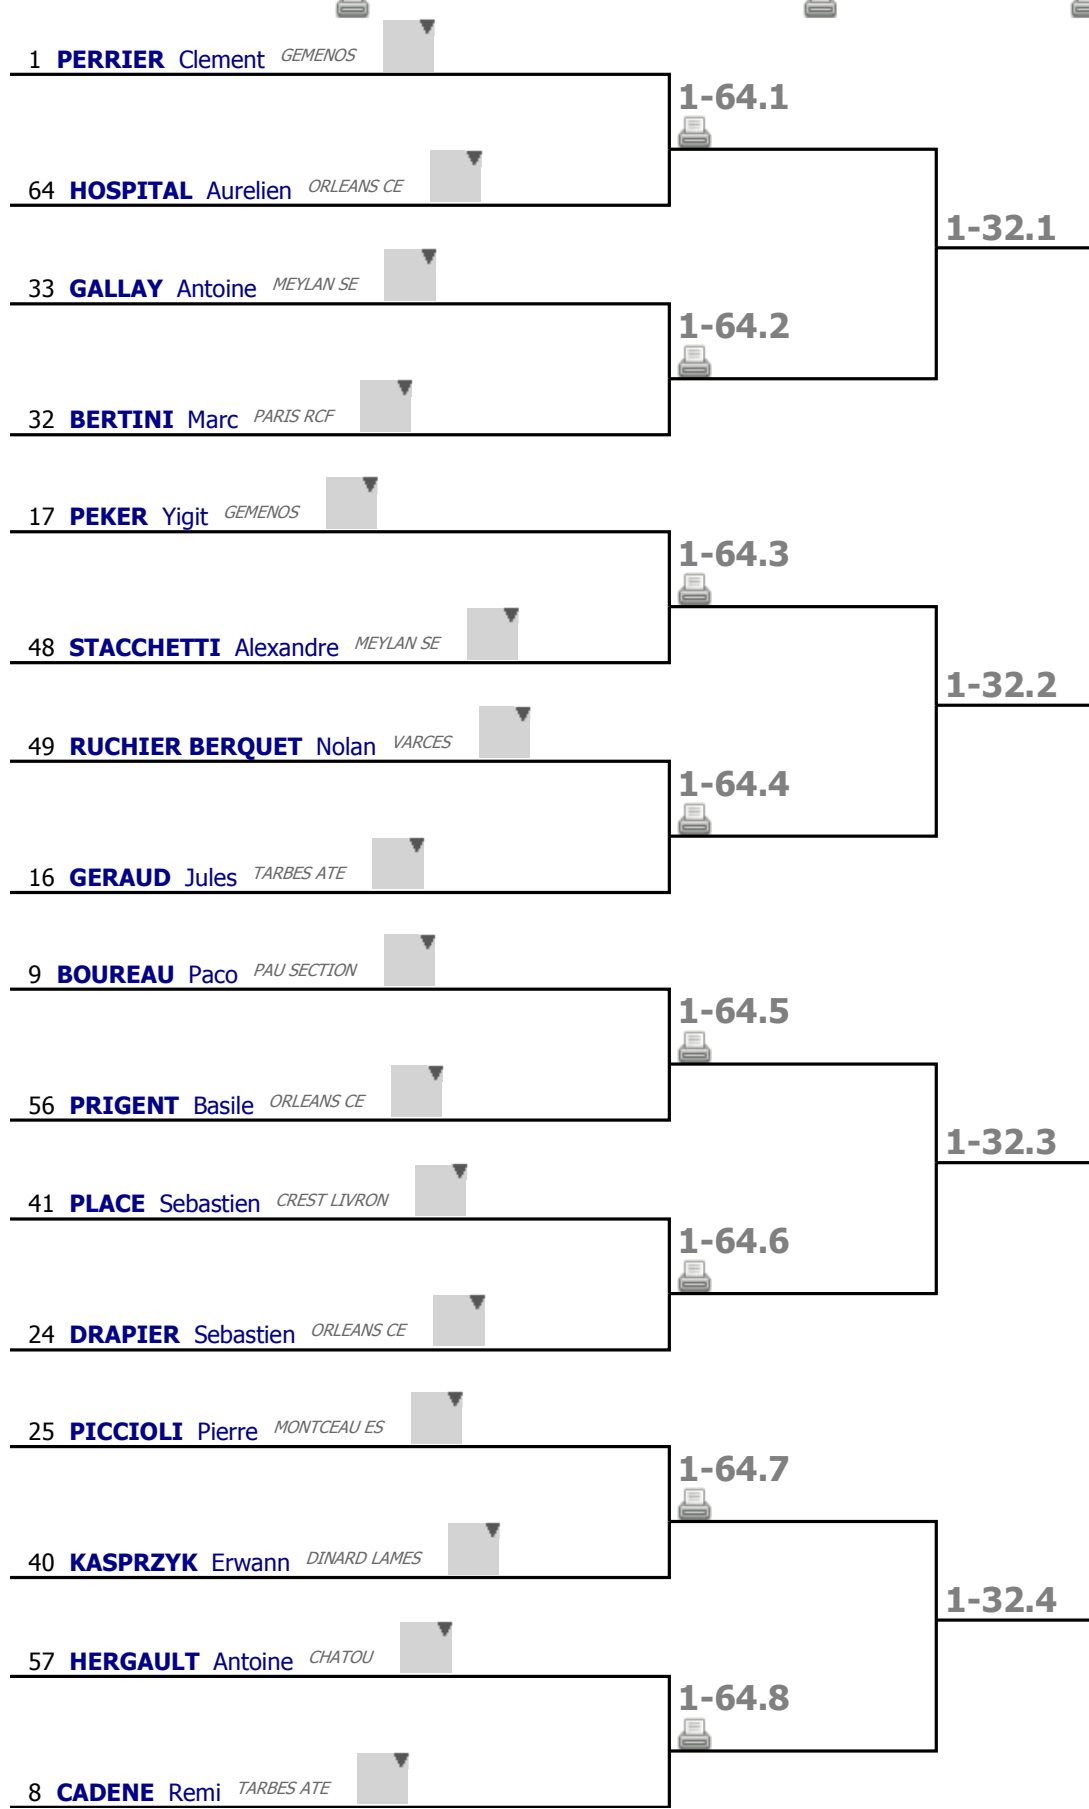 1 PERRIER Clement GEMENOS
1-64.1
64 HOSPITAL Aurelien ORLEANS CE
1-32.1
33 GALLAY Antoine MEYLAN SE
1-64.2
32 BERTINI Marc PARIS RCF
17 PEKER Yigit GEMENOS
1-64.3
48 STACCHETTI Alexandre MEYLAN SE
1-32.2
49 RUCHIER BERQUET Nolan VARCES
1-64.4
16 GERAUD Jules TARBES ATE
9 BOUREAU Paco PAU SECTION
1-64.5
56 PRIGENT Basile ORLEANS CE
1-32.3
41 PLACE Sebastien CREST LIVRON
1-64.6
24 DRAPIER Sebastien ORLEANS CE
25 PICCIOLI Pierre MONTCEAU ES
1-64.7
40 KASPRZYK Erwann DINARD LAMES
1-32.4
57 HERGAULT Antoine CHATOU
1-64.8
8 CADENE Remi TARBES ATE